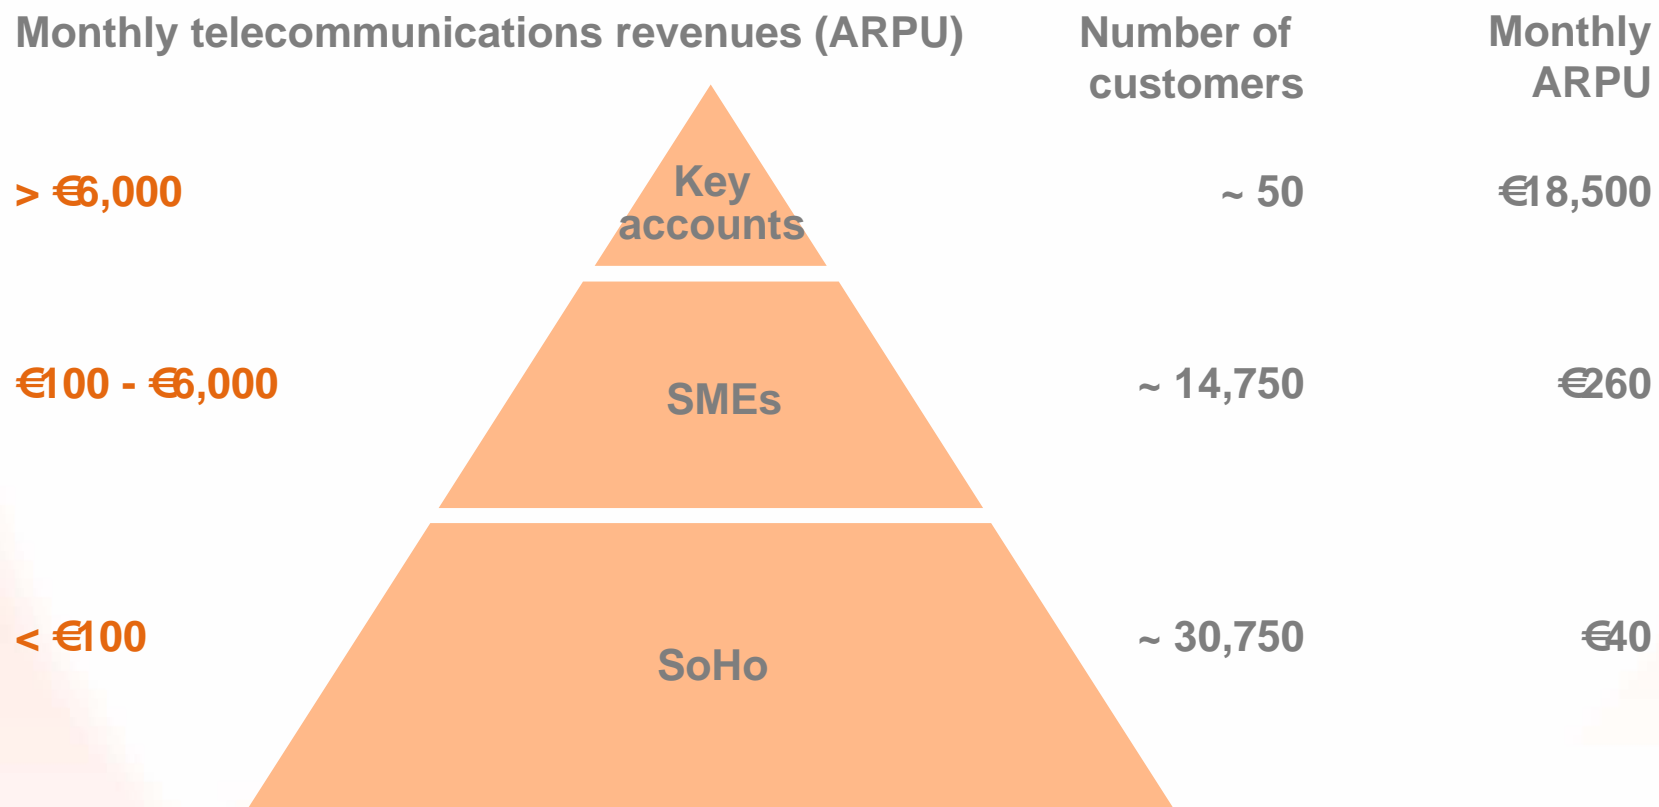 Monthly telecommunications revenues (ARPU)
Number of customers
Monthly ARPU
> €6,000
Key
accounts
~ 50
€18,500
€100 - €6,000
SMEs
~ 14,750
€260
< €100
SoHo
~ 30,750
€40